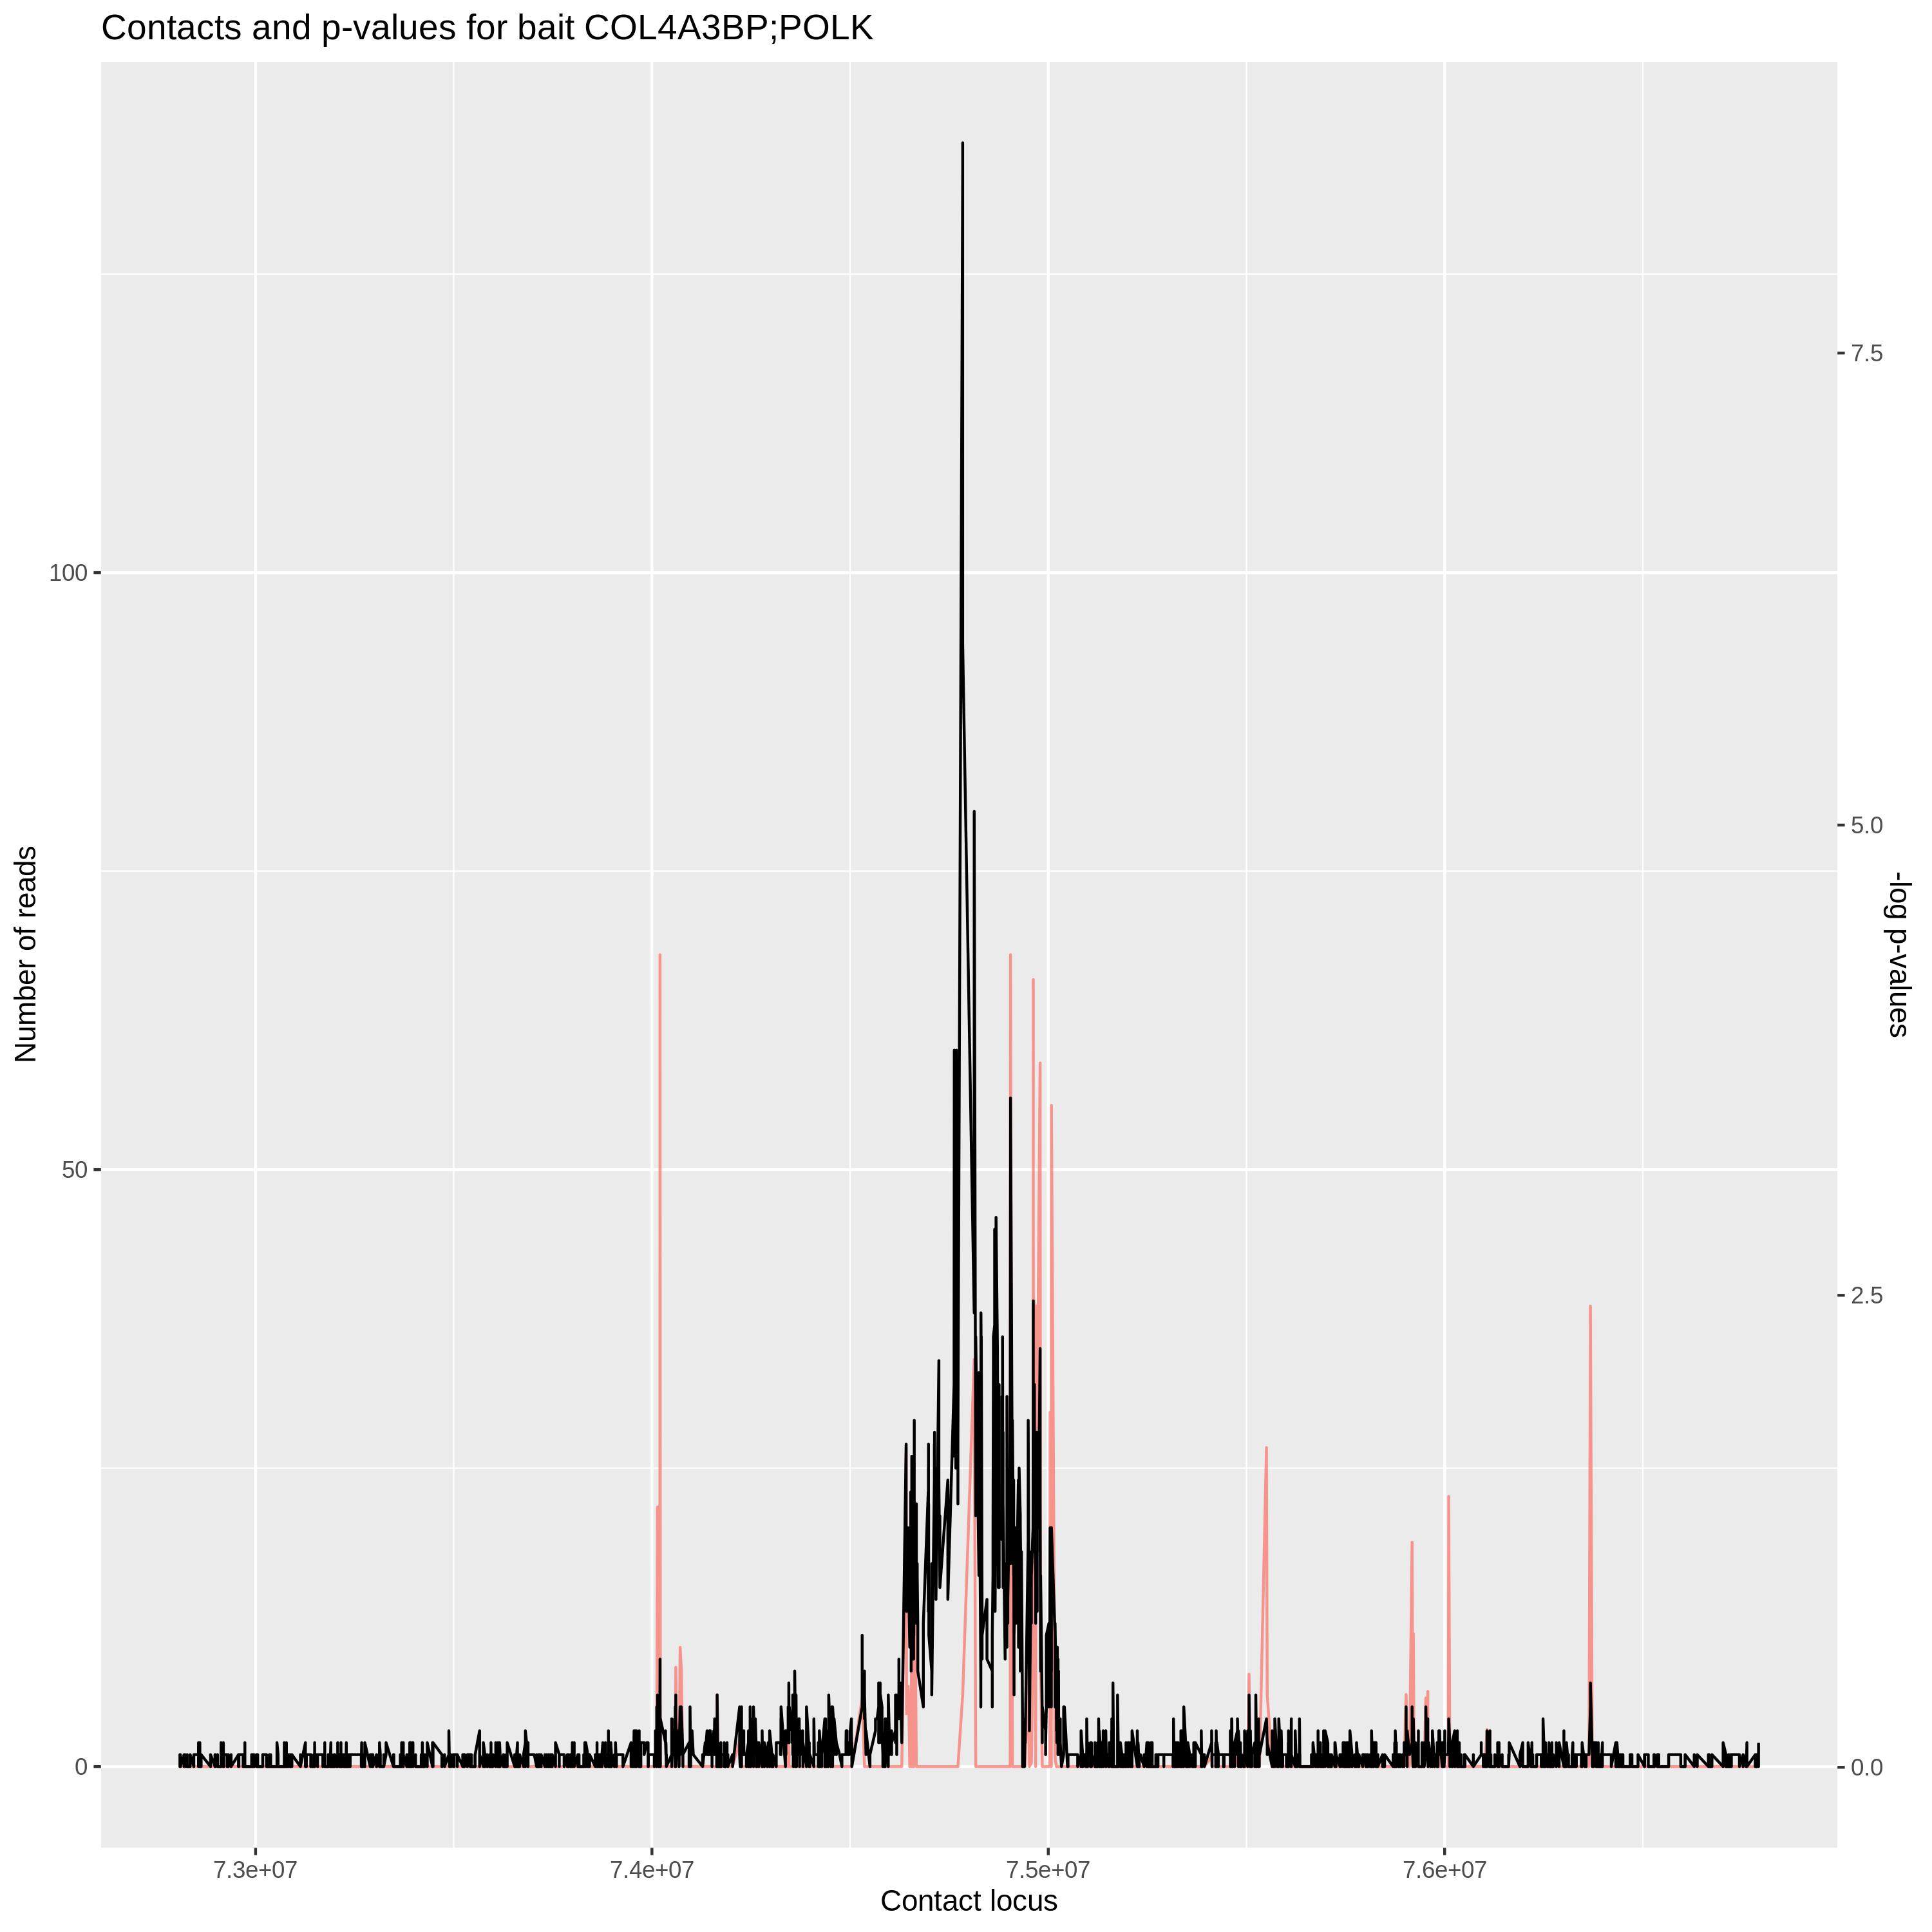 Contacts and p-values for bait COL4A3BP;POLK
Number of reads
100
50
0
7.5
5.0
2.5
0.0
-log p-values
7.3e+07
7.4e+07
7.5e+07
7.6e+07
Contact locus